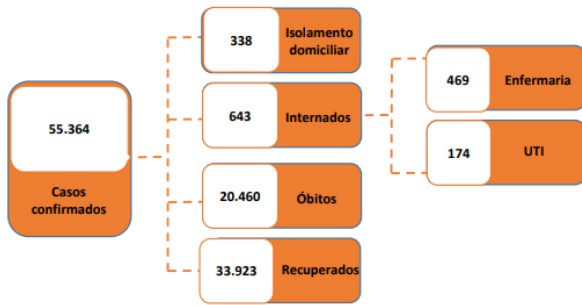 55.364
Casos
confirmados
338
Isolamento
domiciliar
643
Internados
20.460
Óbitos
33.923
Recuperados
469
Enfermaria
174
UTI